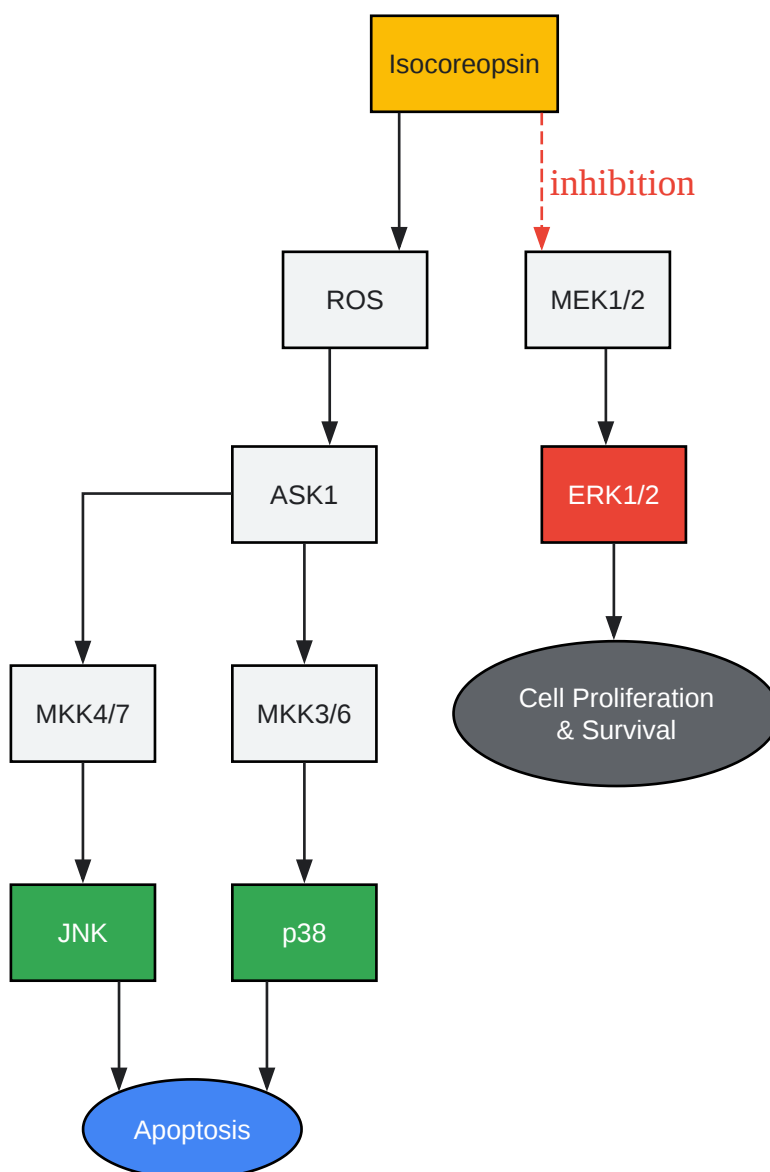 Isocoreopsin
inhibition
ROS
MEK1/2
ASK1
ERK1/2
MKK4/7
MKK3/6
Cell Proliferation
& Survival
JNK
p38
Apoptosis